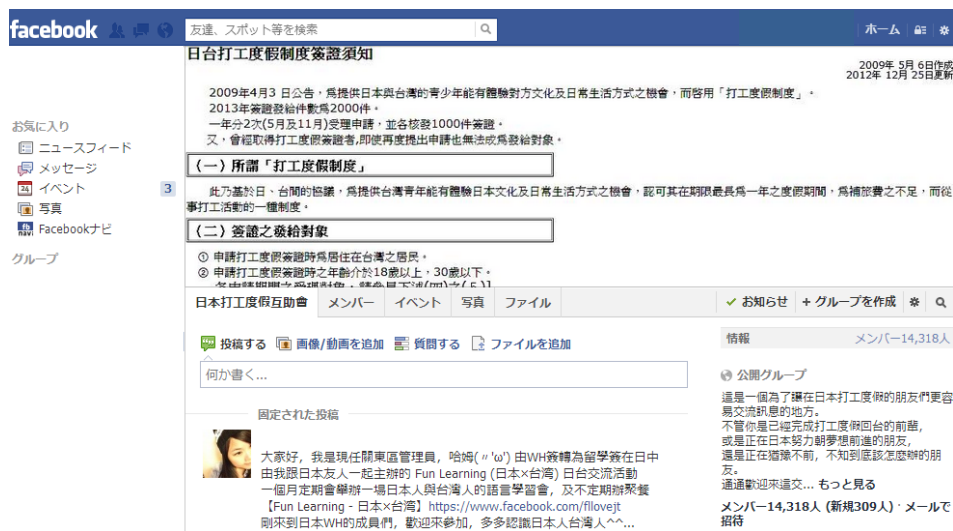 facebook
友達、スポット等を検索
ホーム
日台打工度假制度簽證須知
2009年 5月 6日作成
2012年 12月 25日更新
2009年4月3 日公告，為提供日本與台灣的青少年能有體驗對方文化及日常生活方式之機會，而啓用「打工度假制度」。
2013年簽證發給件數為2000件。
一年分2次(5月及11月)受理申請，並各核發1000件簽證。
又，曾經取得打工度假簽證者,即使再度提出申請也無法成為發給對象。
（一）所謂「打工度假制度」
此乃基於日、台間的協議，為提供台灣青年能有體驗日本文化及日常生活方式之機會，認可其在期限最長為一年之度假期間，為補旅費之不足，而從
事打工活動的一種制度。
（二）簽證之發給對象
① 申請打工度假簽證時為居住在台灣之居民。
② 申請打工度假簽證時之年齡介於18歲以上，30歲以下。
お気に入り
ニュースフィード
メッセージ
イベント 3
写真
Facebookナビ
グループ
日本打工度假互助會 メンバー イベント 写真 ファイル
お知らせ + グループを作成
投稿する 画像/動画を追加 質問する ファイルを追加
何か書く...
固定された投稿
大家好，我是現任關東區管理員，哈姆(〃'ω') 由WH簽轉為留學簽在日中
由我跟日本友人一起主辦的 Fun Learning (日本×台湾) 日台交流活動
一個月定期會舉辦一場日本人與台灣人的語言學習會，及不定期辦聚餐
【Fun Learning - 日本×台湾】https://www.facebook.com/fllovejt
剛來到日本WH的成員們，歡迎來參加，多多認識日本人台灣人^^...
情報 メンバー14,318人
公開グループ
這是一個為了讓在日本打工度假的朋友們更容
易交流訊息的地方。
不管你是已經完成打工度假回台的前輩，
或是正在日本努力朝夢想前進的朋友，
還是正在猶豫不前，不知到底該怎麼辦的朋
友。
通通歡迎來這交... もっと見る
メンバー14,318人 (新規309人) · メールで
招待